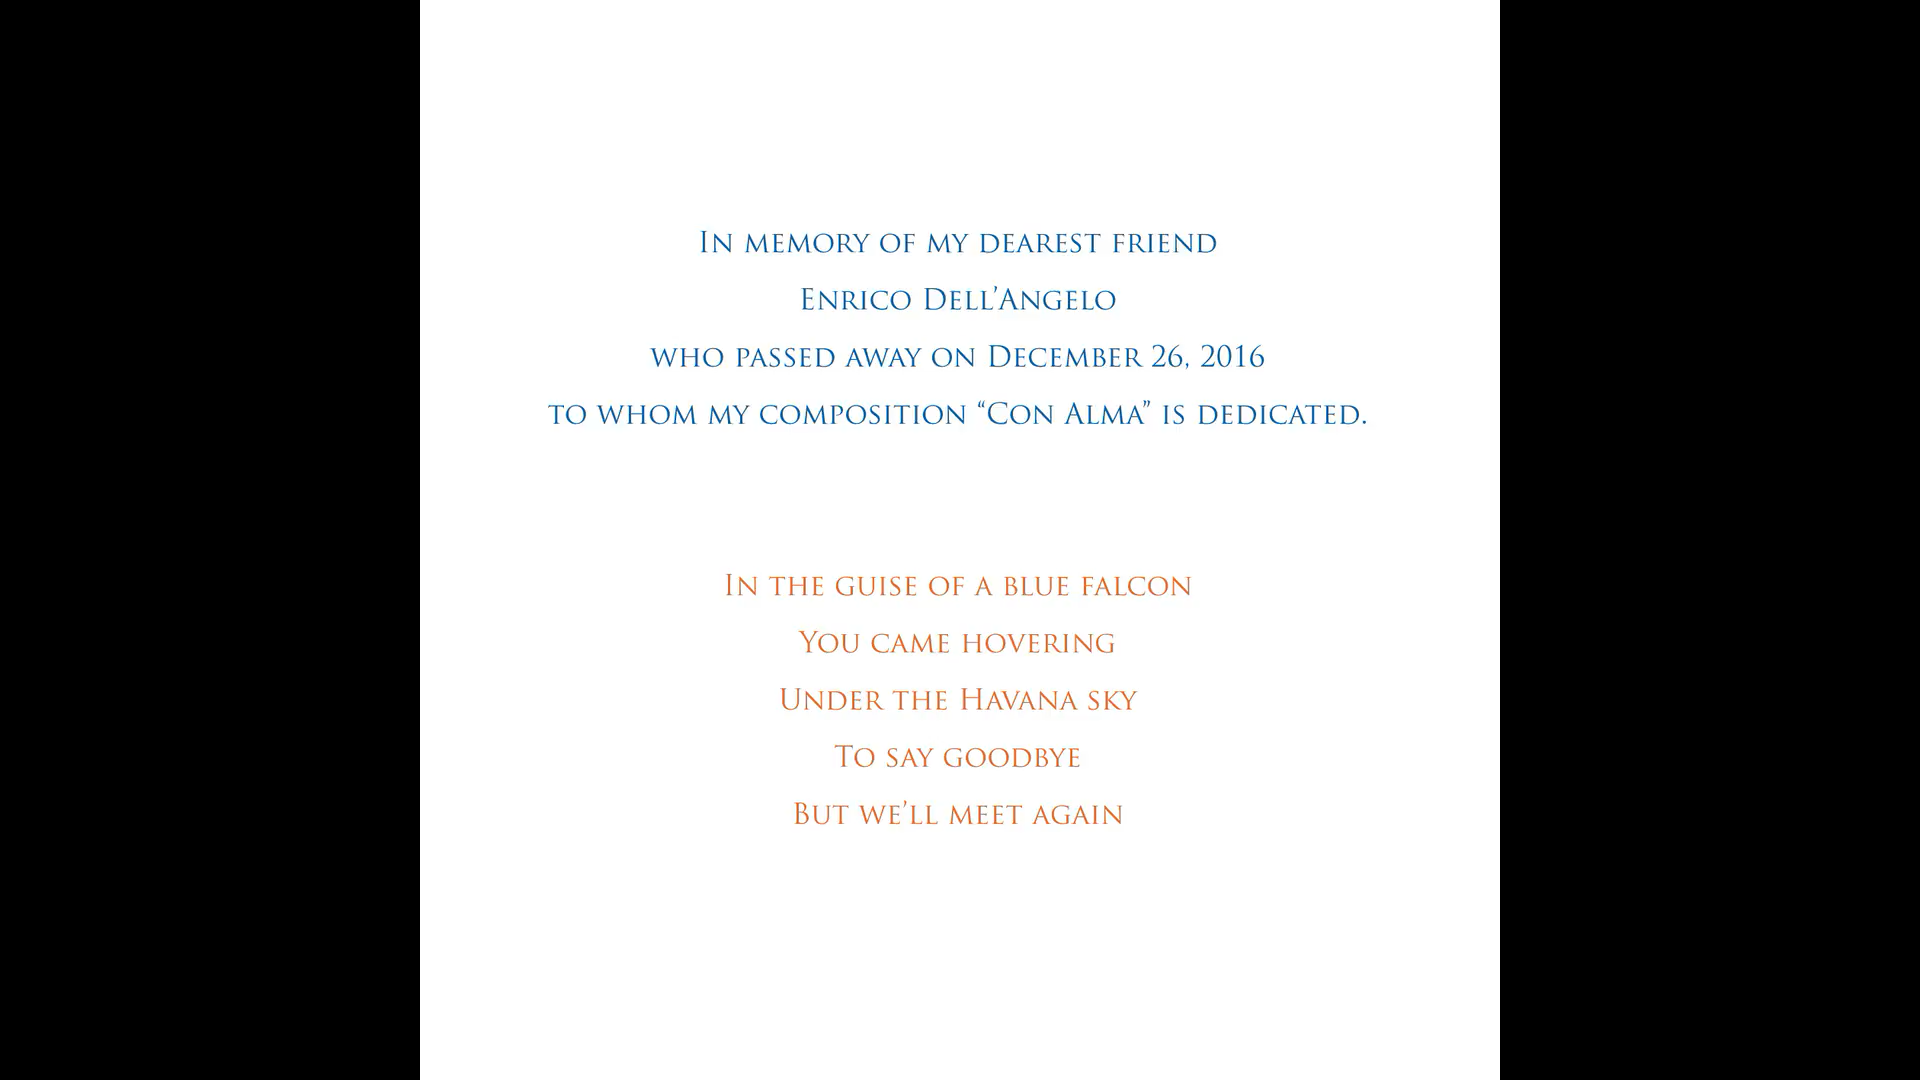 In memory of my dearest friend
Enrico Dell’Angelo
who passed away on December 26, 2016
to whom my composition “Con Alma” is dedicated.
In the guise of a blue falcon
You came hovering
Under the Havana sky
To say goodbye
But we’ll meet again